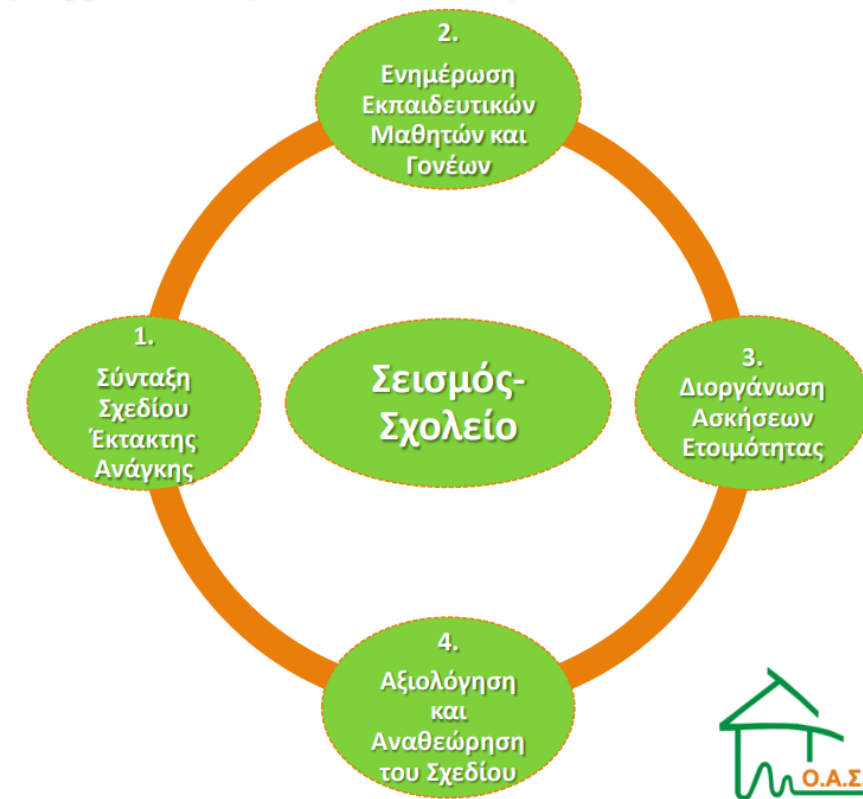 2.
Ενημέρωση
Εκπαιδευτικών
Μαθητών και
Γονέων
1.
Σύνταξη
Σχεδίου
Έκτακτης
Ανάγκης
Σεισμός-
Σχολείο
3.
Διοργάνωση
Ασκήσεων
Ετοιμότητας
4.
Αξιολόγηση
και
Αναθεώρηση
του Σχεδίου
Ο.Α.Σ